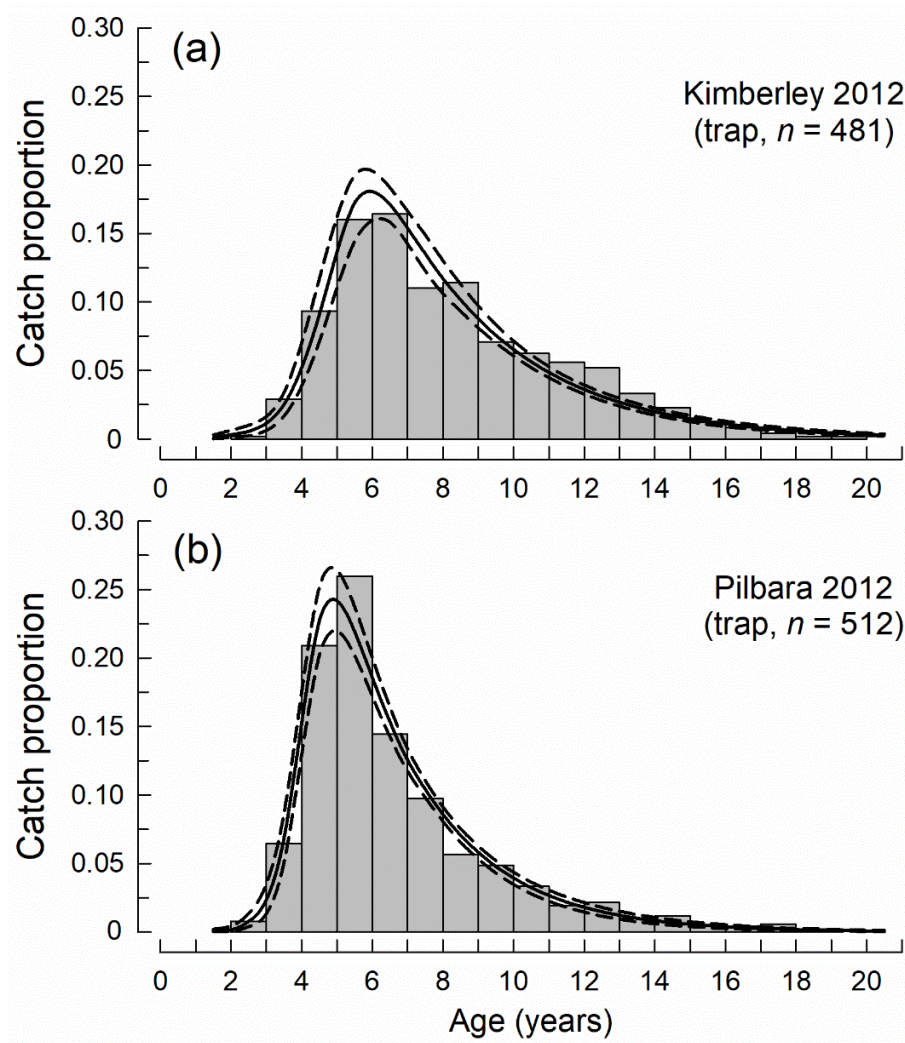 (a)
Kimberley 2012
(trap, n = 481)
Catch proportion
0.30
0.25
0.20
0.15
0.10
0.05
0
0 2 4 6 8 10 12 14 16 18 20
(b)
Pilbara 2012
(trap, n = 512)
Catch proportion
0.30
0.25
0.20
0.15
0.10
0.05
0
0 2 4 6 8 10 12 14 16 18 20
Age (years)